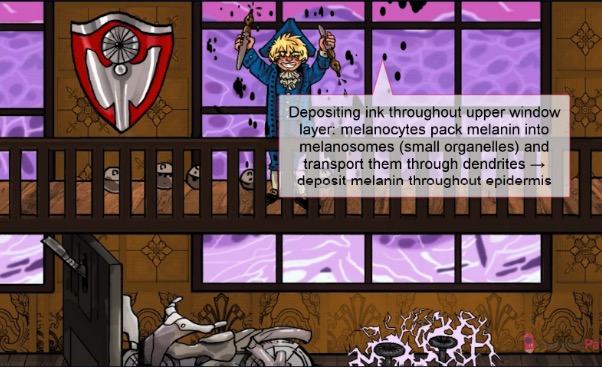 Depositing ink throughout upper window
layer: melanocytes pack melanin into
melanosomes (small organelles) and
transport them through dendrites →
deposit melanin throughout epidermis